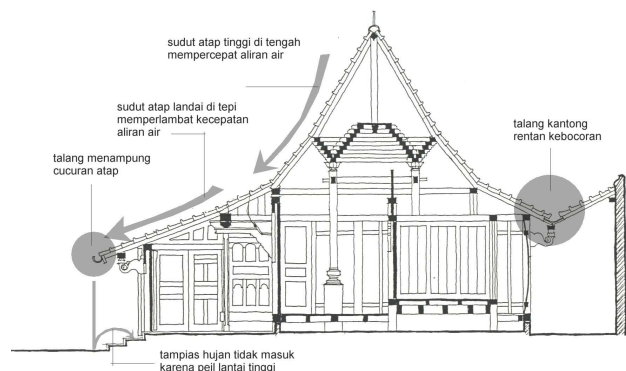 sudut atap tinggi di tengah
mempercepat aliran air
sudut atap landai di tepi
memperlambat kecepatan
aliran air
talang menampung
cucuran atap
talang kantong
rentan kebocoran
tampias hujan tidak masuk
karena peil lantai tinggi